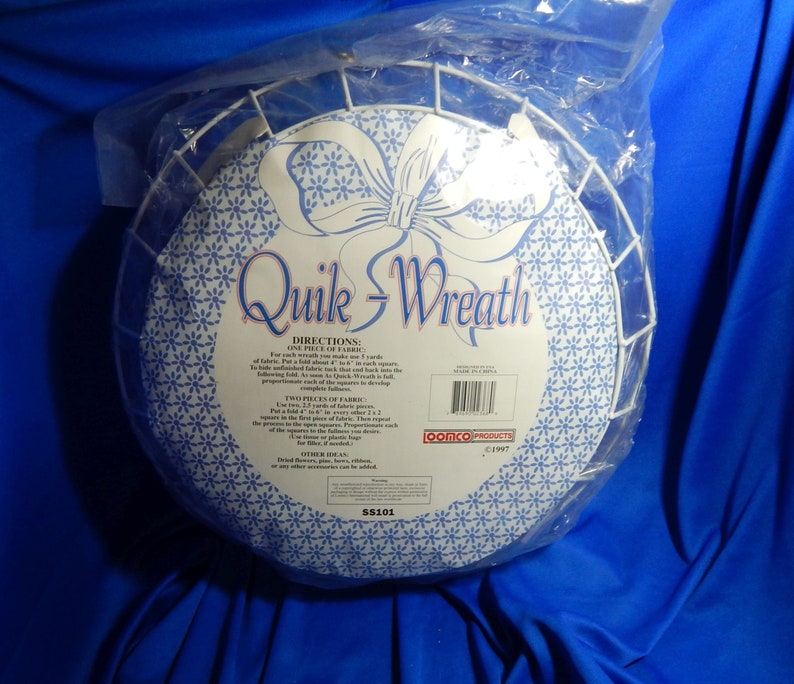 Quik - Wreath
DIRECTIONS:
ONE PIECE OF FABRIC:
For each wreath you make use 5 yards
of fabric. Put a fold about 4" to 6" in each square.
To hide unfinished fabric tuck that end back into the
following fold. As soon As Quick-Wreath is full,
proportionate each of the squares to develop
complete fullness.
TWO PIECES OF FABRIC:
Use two, 2.5 yards of fabric pieces.
Put a fold 4" to 6" in every other 2 x 2
square in the first piece of fabric. Then repeat
the process to the open squares. Proportionate each
of the squares to the fullness you desire.
(Use tissue or plastic bags
for filler, if needed.)
OTHER IDEAS:
Dried flowers, pine, bows, ribbon,
or any other accessories can be added.
DESIGNED IN USA
MADE IN CHINA
LOOMCO PRODUCTS
©1997
Warning
SS101